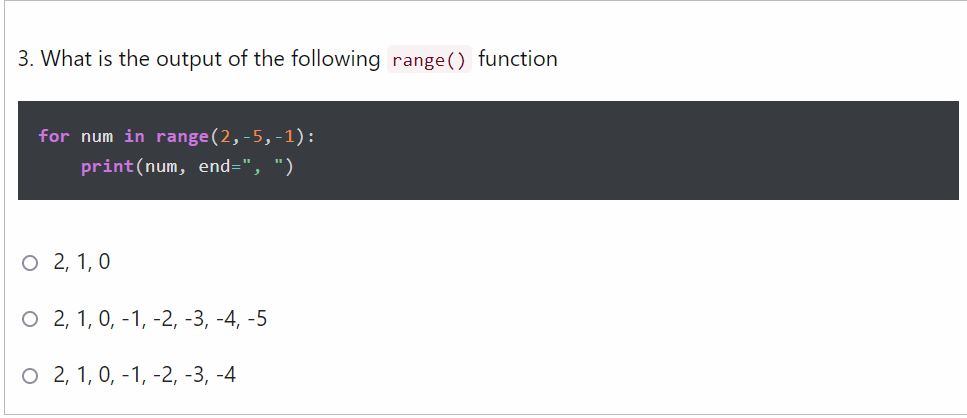 3. What is the output of the following range() function
for num in range(2,-5,-1):
    print(num, end=", ")
2, 1, 0
2, 1, 0, -1, -2, -3, -4, -5
2, 1, 0, -1, -2, -3, -4